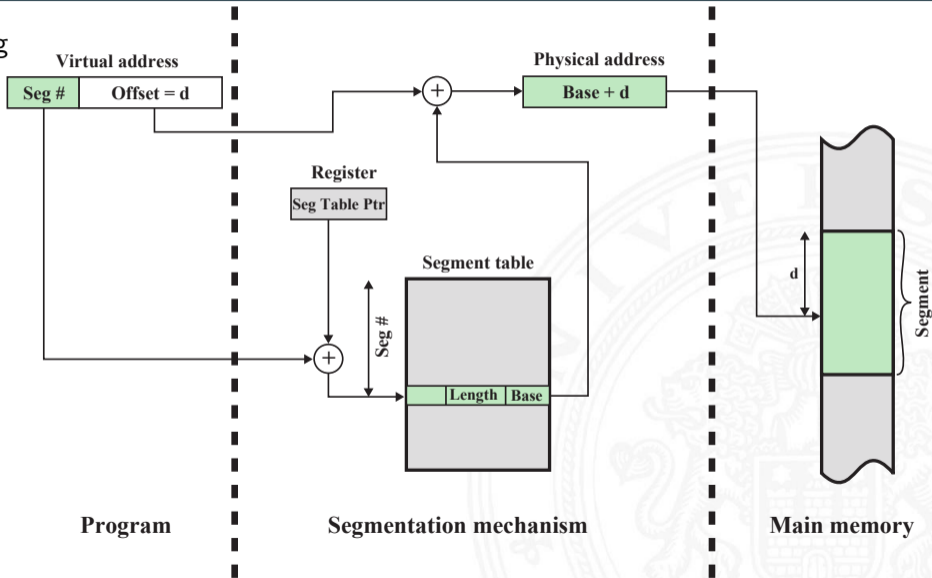 g
Virtual address
Seg #
Offset = d
Physical address
Base + d
+
Register
Seg Table Ptr
Segment table
Seg #
d
Segment
+
Length
Base
Program
Segmentation mechanism
Main memory